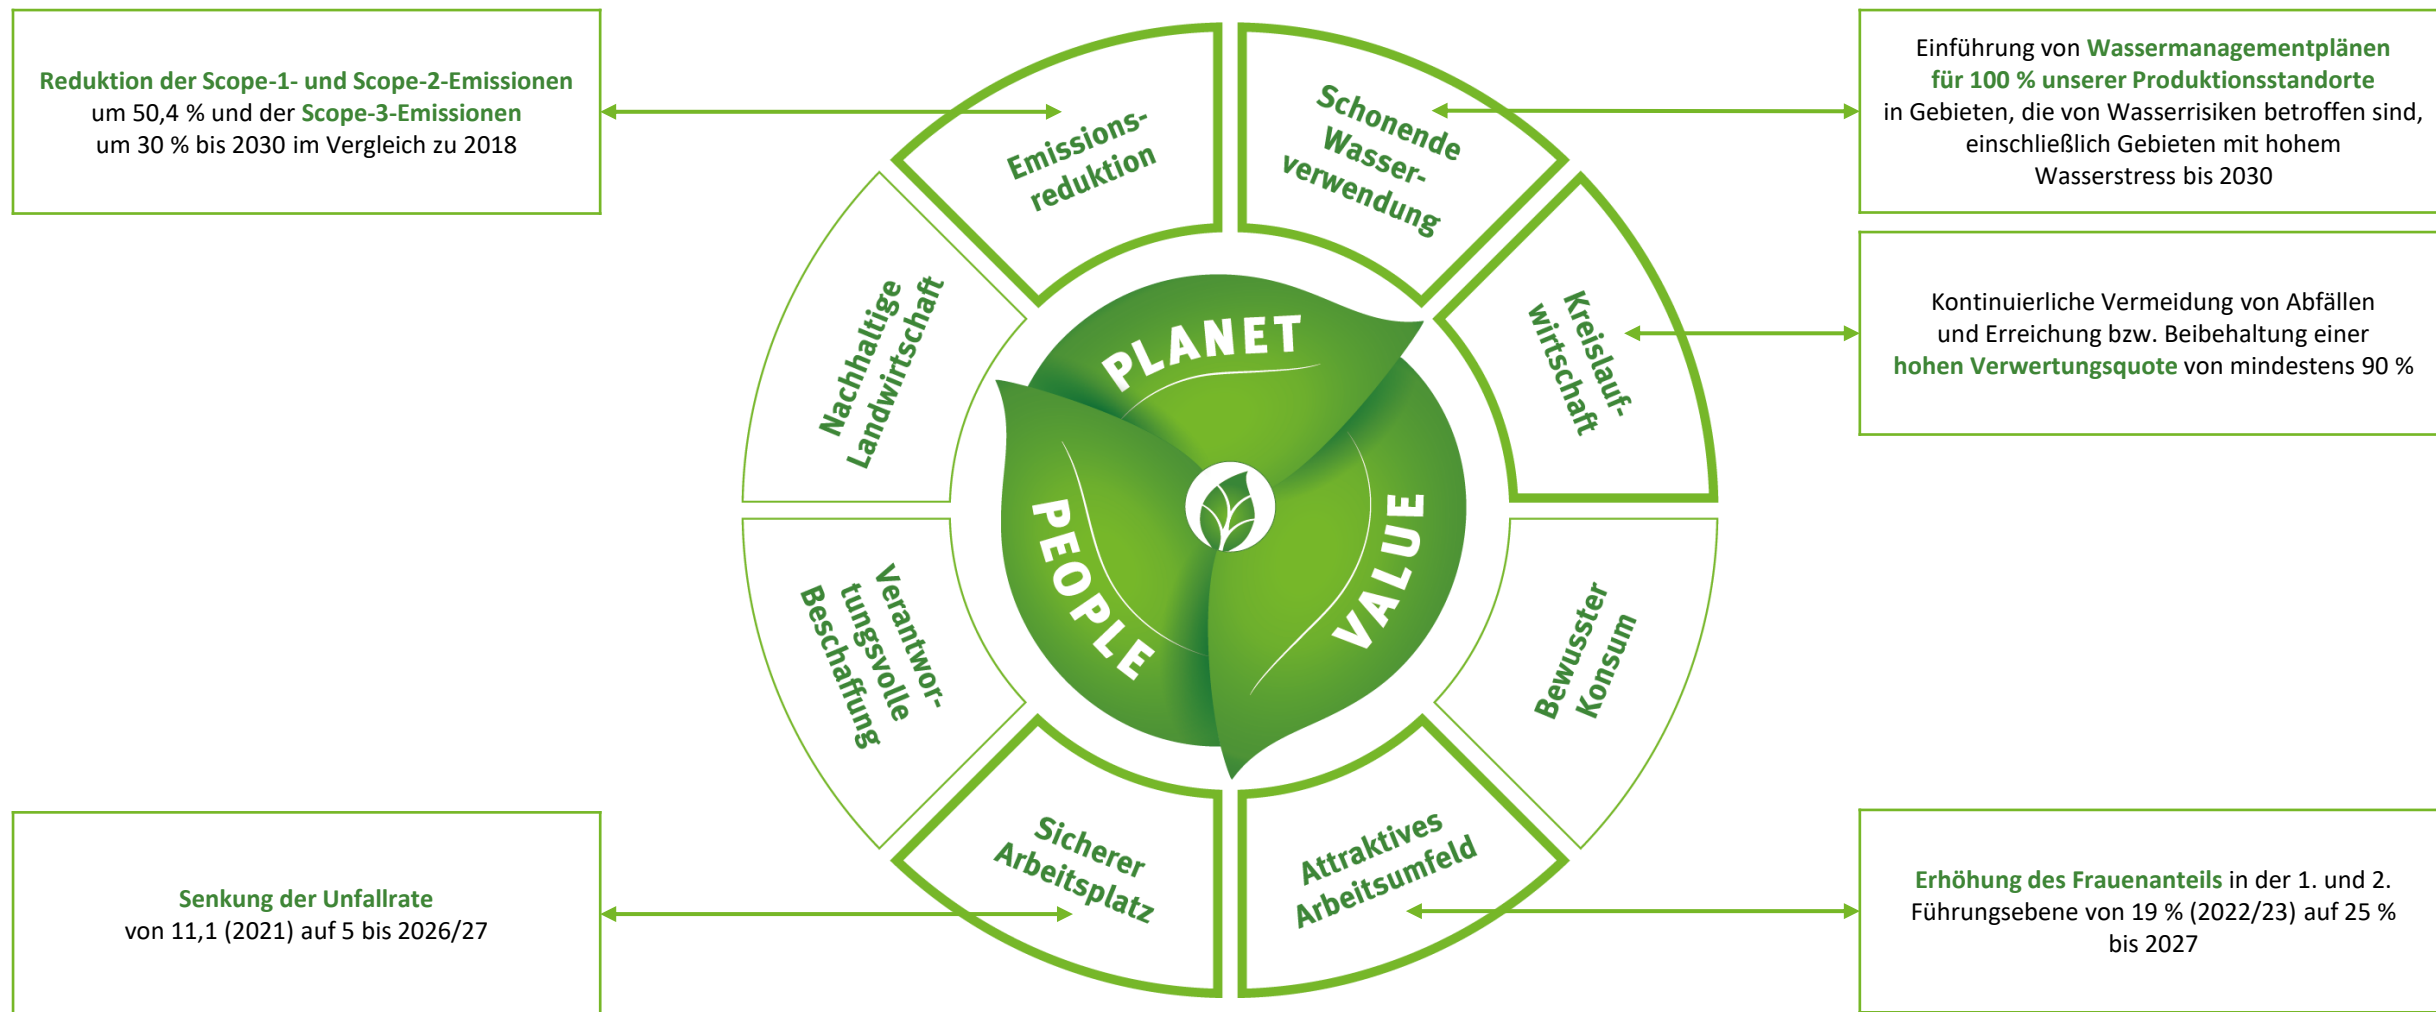 Reduktion der Scope-1- und Scope-2-Emissionen
um 50,4 % und der Scope-3-Emissionen
um 30 % bis 2030 im Vergleich zu 2018
Einführung von Wassermanagementplänen
für 100 % unserer Produktionsstandorte
in Gebieten, die von Wasserrisiken betroffen sind,
einschließlich Gebieten mit hohem
Wasserstress bis 2030
Kontinuierliche Vermeidung von Abfällen
und Erreichung bzw. Beibehaltung einer
hohen Verwertungsquote von mindestens 90 %
Emissions-
reduktion
Schonende
Wasser-
verwendung
Kreislauf-
wirtschaft
Nachhaltige
Landwirtschaft
PLANET
PEOPLE
VALUE
Verantwor-
tungsvolle
Beschaffung
Bewusster
Konsum
Sicherer
Arbeitsplatz
Attraktives
Arbeitsumfeld
Senkung der Unfallrate
von 11,1 (2021) auf 5 bis 2026/27
Erhöhung des Frauenanteils in der 1. und 2.
Führungsebene von 19 % (2022/23) auf 25 %
bis 2027